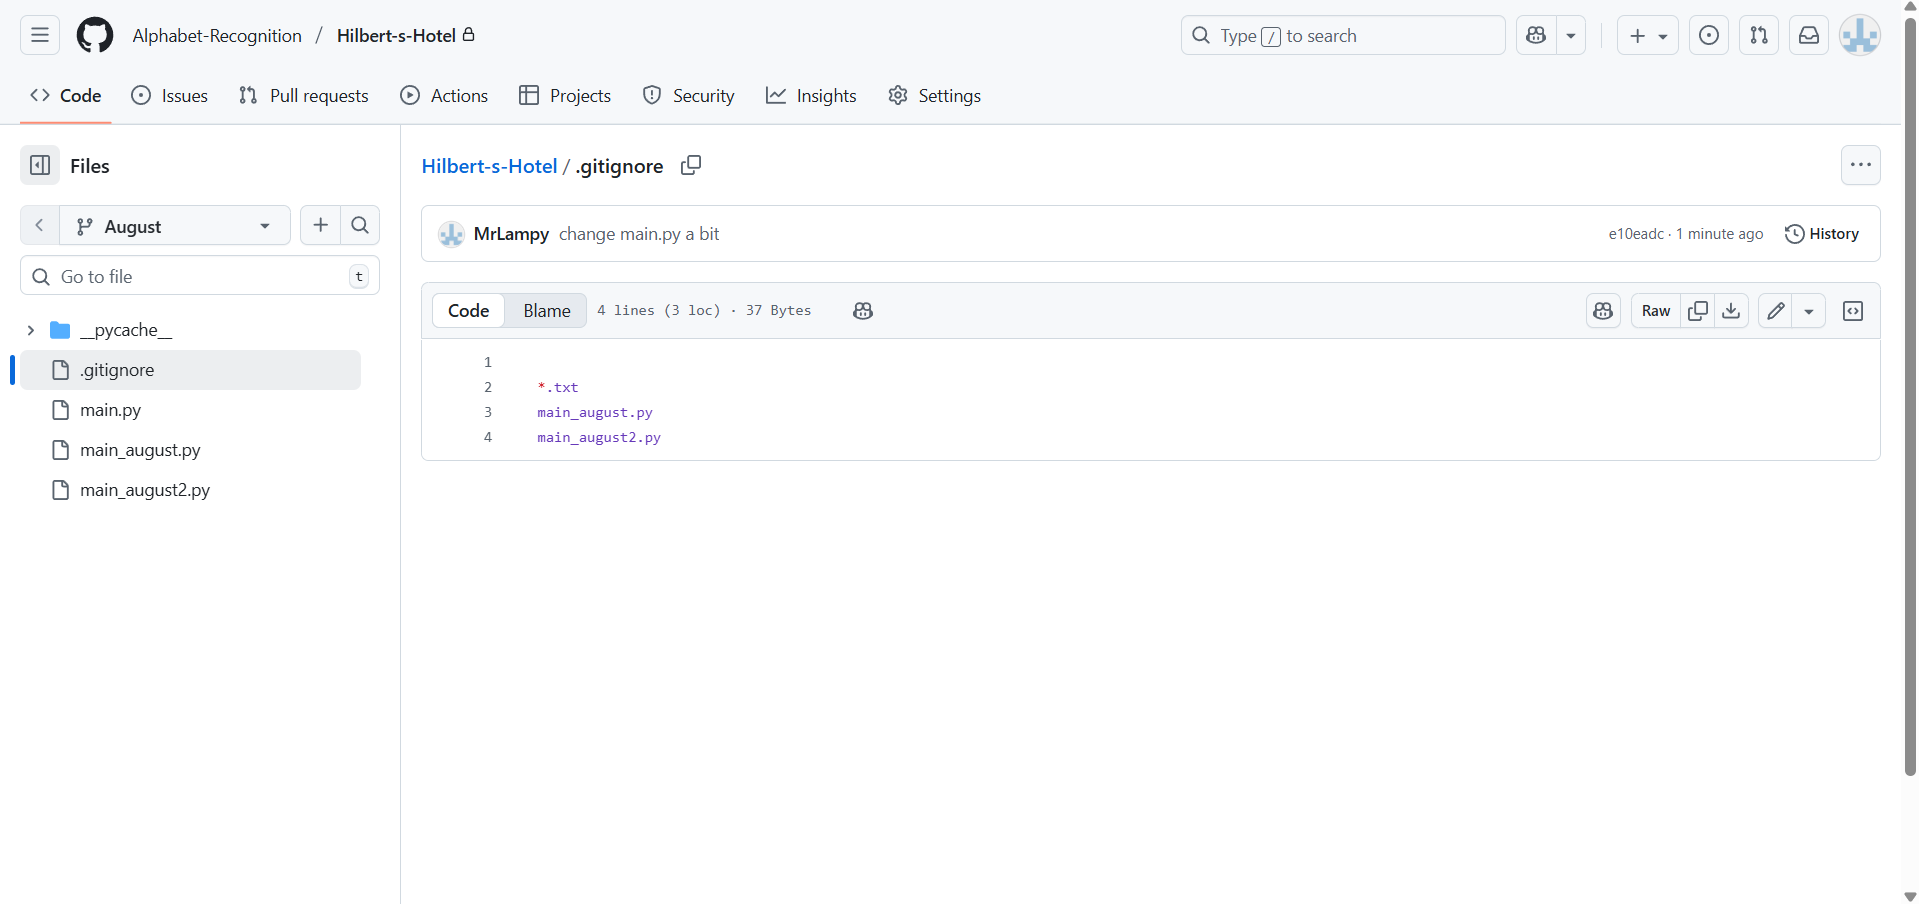 Alphabet-Recognition / Hilbert-s-Hotel
Type / to search
Code
Issues
Pull requests
Actions
Projects
Security
Insights
Settings
Files
August
Go to file
t
__pycache__
.gitignore
main.py
main_august.py
main_august2.py
Hilbert-s-Hotel / .gitignore
MrLampy change main.py a bit
e10eadc · 1 minute ago
History
Code
Blame
4 lines (3 loc) · 37 Bytes
Raw
1
2 *.txt
3 main_august.py
4 main_august2.py